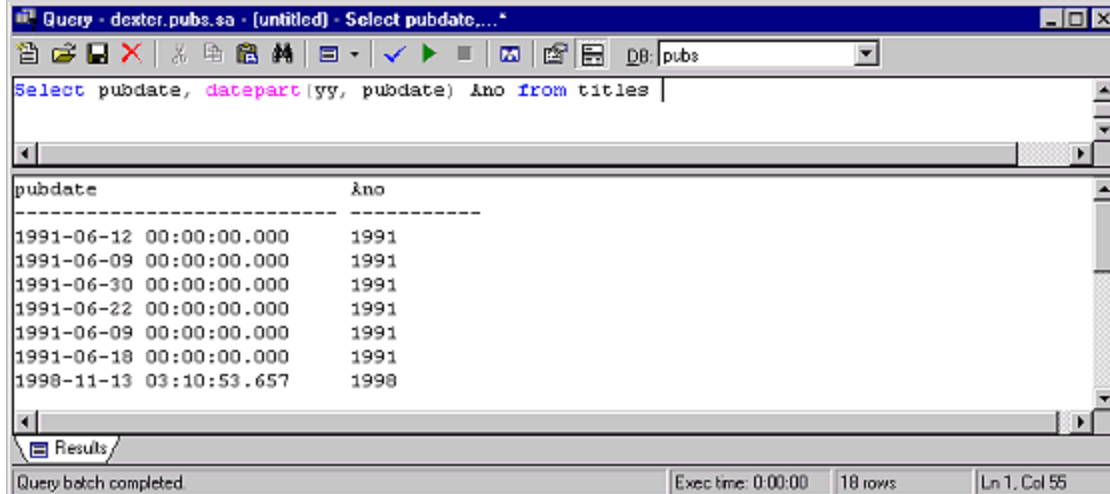 Query - dexter.pubs.sa - (untitled) - Select pubdate,...*
DB: pubs
Select pubdate, datepart(yy, pubdate) Ano from titles
pubdate Ano
--------------------------- -----------
1991-06-12 00:00:00.000 1991
1991-06-09 00:00:00.000 1991
1991-06-30 00:00:00.000 1991
1991-06-22 00:00:00.000 1991
1991-06-09 00:00:00.000 1991
1991-06-18 00:00:00.000 1991
1998-11-13 03:10:53.657 1998
Results
Query batch completed. Exec time: 0:00:00 18 rows Ln 1, Col 55